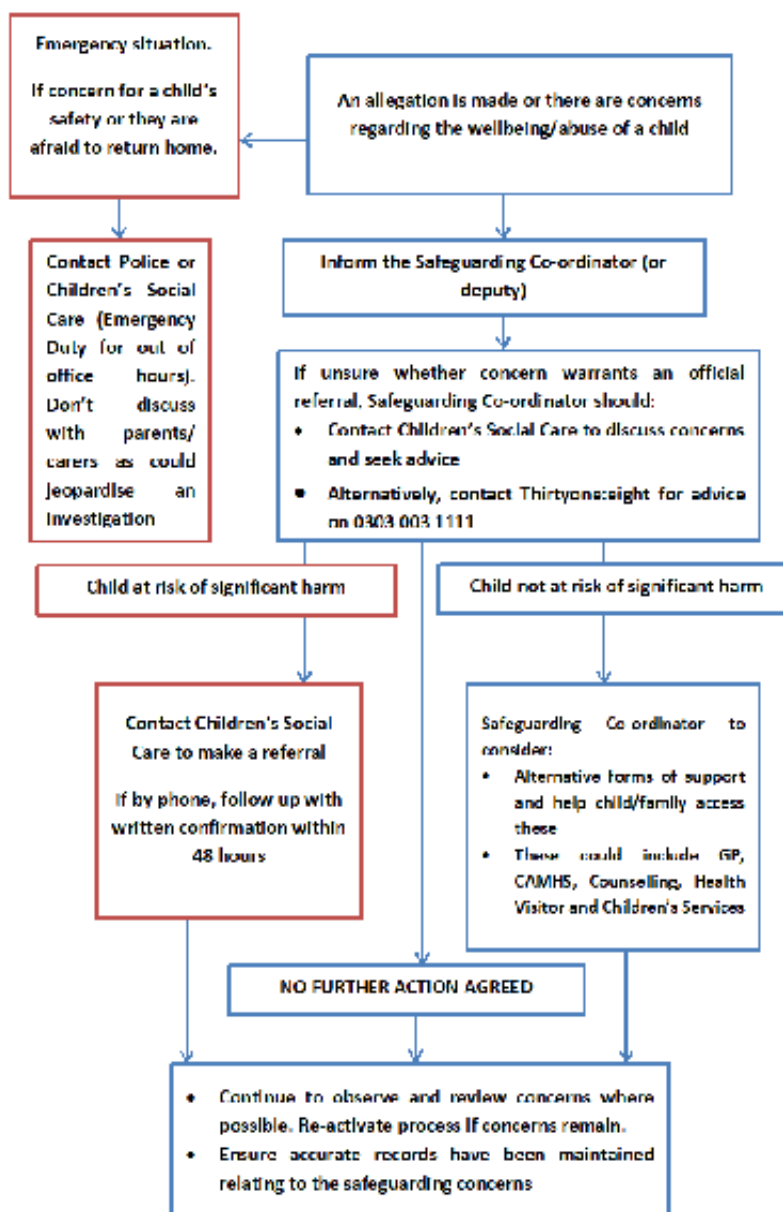 Emergency situation.
If concern for a child's
safety or they are
afraid to return home.
An allegation is made or there are concerns
regarding the wellbeing/abuse of a child
Contact Police or
Children's Social
Care (Emergency
Duty for out of
office hours).
Don't discuss
with parents/
carers as could
jeopardise an
investigation
Inform the Safeguarding Co-ordinator (or
deputy)
If unsure whether concern warrants an official
referral, Safeguarding Co-ordinator should:
• Contact Children's Social Care to discuss concerns
and seek advice
• Alternatively, contact Thirtyone:eight for advice
on 0303 003 1111
Child at risk of significant harm
Child not at risk of significant harm
Contact Children's Social
Care to make a referral
If by phone, follow up with
written confirmation within
48 hours
Safeguarding Co-ordinator to
consider:
• Alternative forms of support
and help child/family access
these
• These could include GP,
CAMHS, Counselling, Health
Visitor and Children's Services
NO FURTHER ACTION AGREED
• Continue to observe and review concerns where
possible. Re-activate process if concerns remain.
• Ensure accurate records have been maintained
relating to the safeguarding concerns